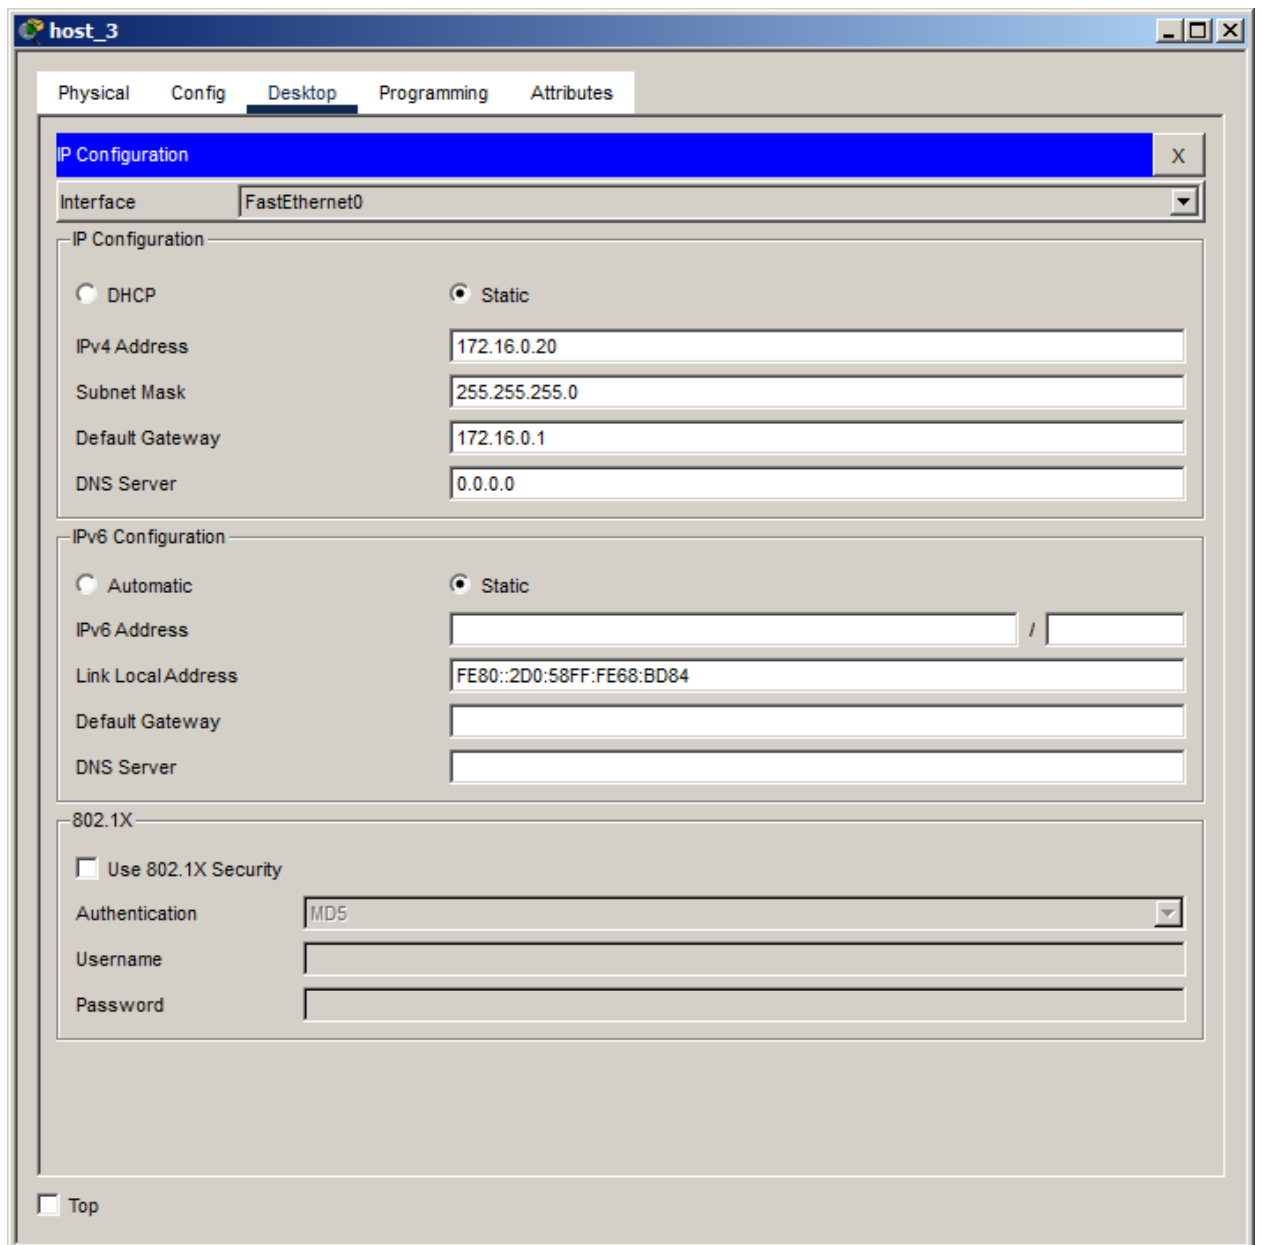 host_3
Physical Config Desktop Programming Attributes
IP Configuration X
Interface FastEthernet0
IP Configuration
DHCP Static
IPv4 Address 172.16.0.20
Subnet Mask 255.255.255.0
Default Gateway 172.16.0.1
DNS Server 0.0.0.0
IPv6 Configuration
Automatic Static
IPv6 Address /
Link Local Address FE80::2D0:58FF:FE68:BD84
Default Gateway
DNS Server
802.1X
Use 802.1X Security
Authentication MD5
Username
Password
Top